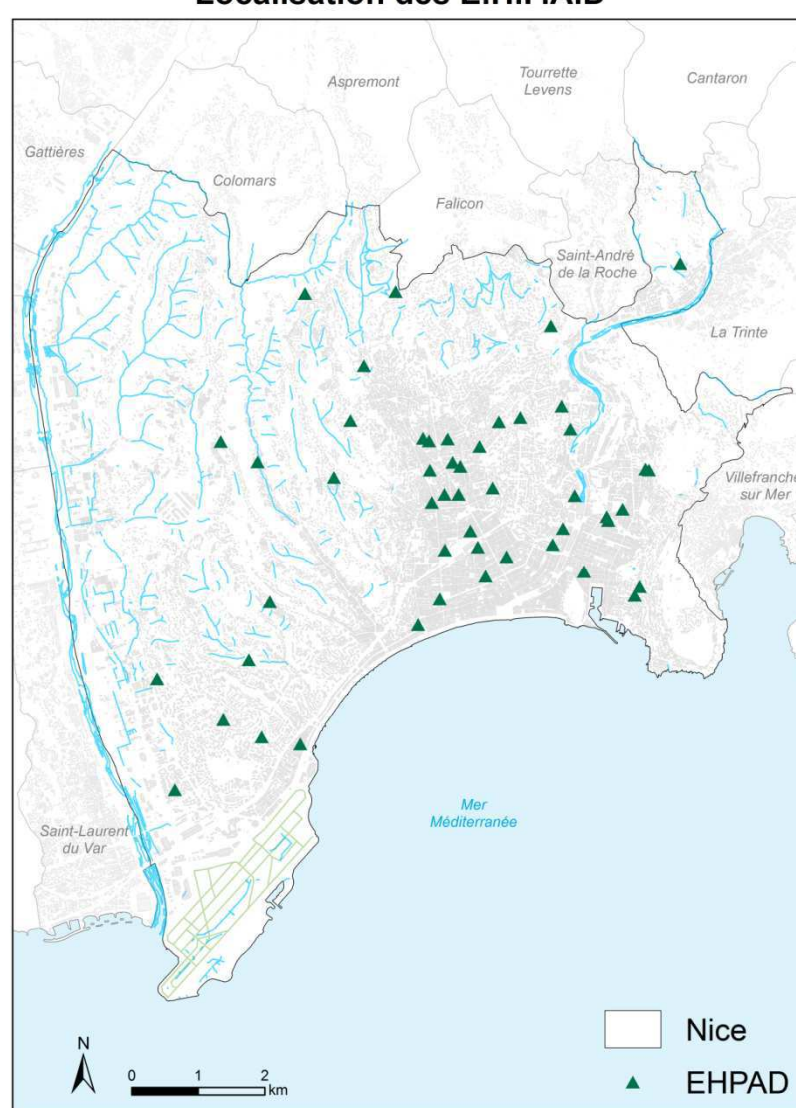 Localisation des E.H.P.A.D
Aspremont
Tourrette
Levens
Cantaron
Gattières
Colomars
Falicon
Saint-André
de la Roche
La Trinte
Villefranche
sur Mer
Mer
Méditerranée
Saint-Laurent
du Var
N
0 1 2
km
Nice
EHPAD